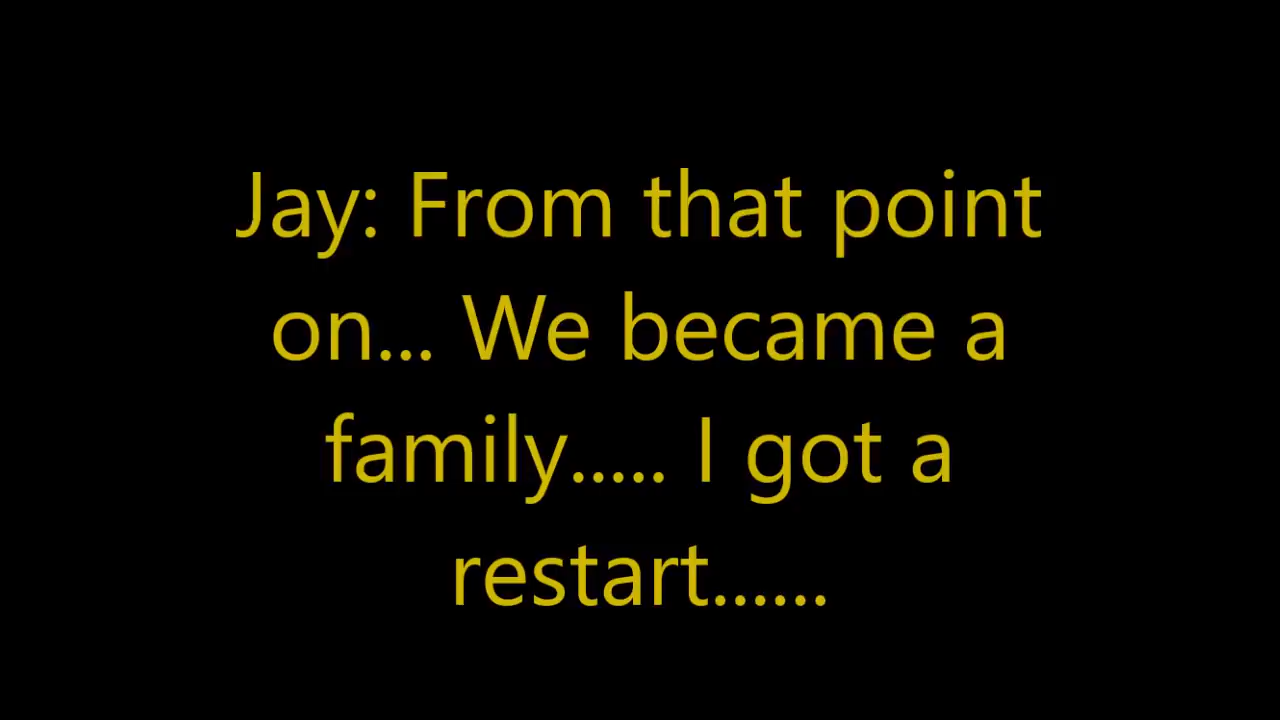 Jay: From that point
on... We became a
family..... I got a
restart......